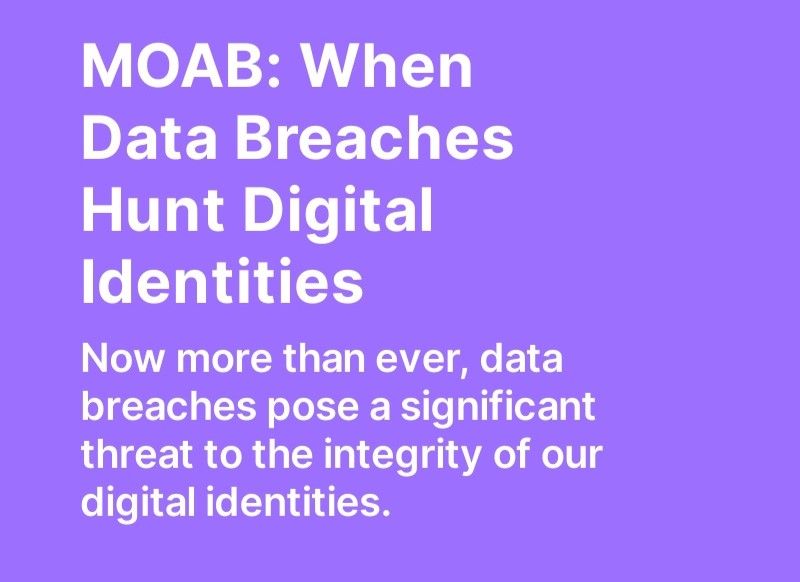 MOAB: When
Data Breaches
Hunt Digital
Identities
Now more than ever, data
breaches pose a significant
threat to the integrity of our
digital identities.